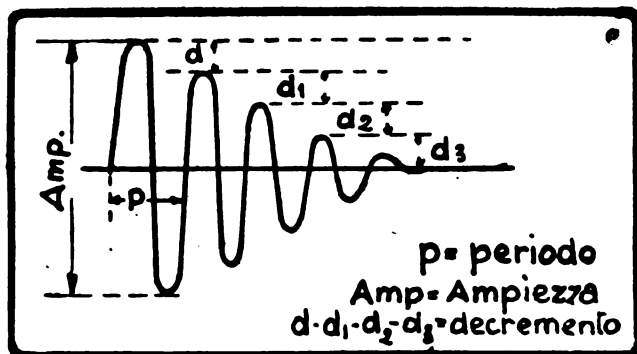 d
d1
d2
d3
Amp.
p
p= periodo
Amp=Ampiezza
d-d1-d2-d3=decremento